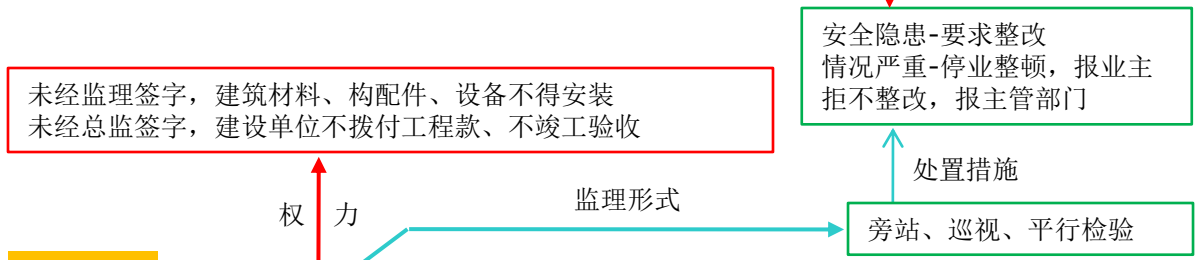 安全隐患-要求整改
情况严重-停业整顿，报业主
拒不整改，报主管部门
未经监理签字，建筑材料、构配件、设备不得安装
未经总监签字，建设单位不拨付工程款、不竣工验收
处置措施
监理形式
权 力
旁站、巡视、平行检验